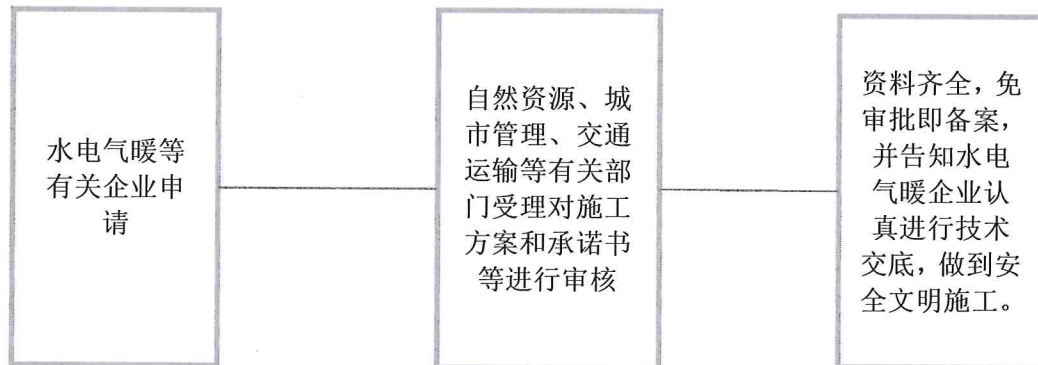 水电气暖等
有关企业申
请
自然资源、城
市管理、交通
运输等有关部
门受理对施工
方案和承诺书
等进行审核
资料齐全，免
审批即备案，
并告知水电
气暖企业认
真进行技术
交底，做到安
全文明施工。